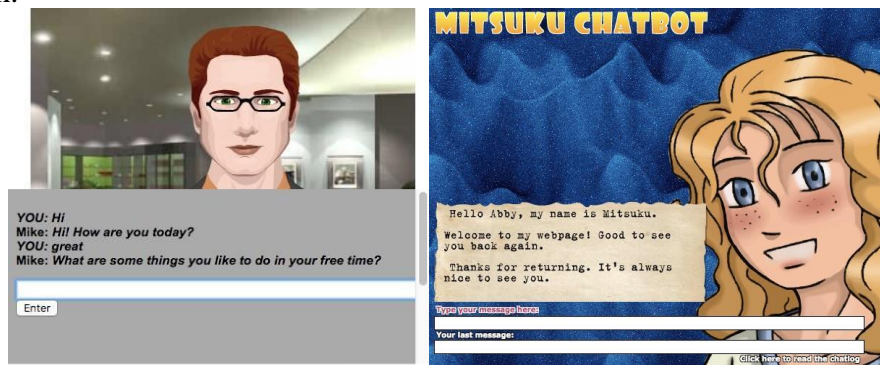 YOU: Hi
Mike: Hi! How are you today?
YOU: great
Mike: What are some things you like to do in your free time?
Enter
MITSUKU CHATBOT
Hello Abby, my name is Mitsuku.
Welcome to my webpage! Good to see
you back again.
Thanks for returning. It's always
nice to see you.
Type your message here:
Your last message:
Click here to read the chatlog